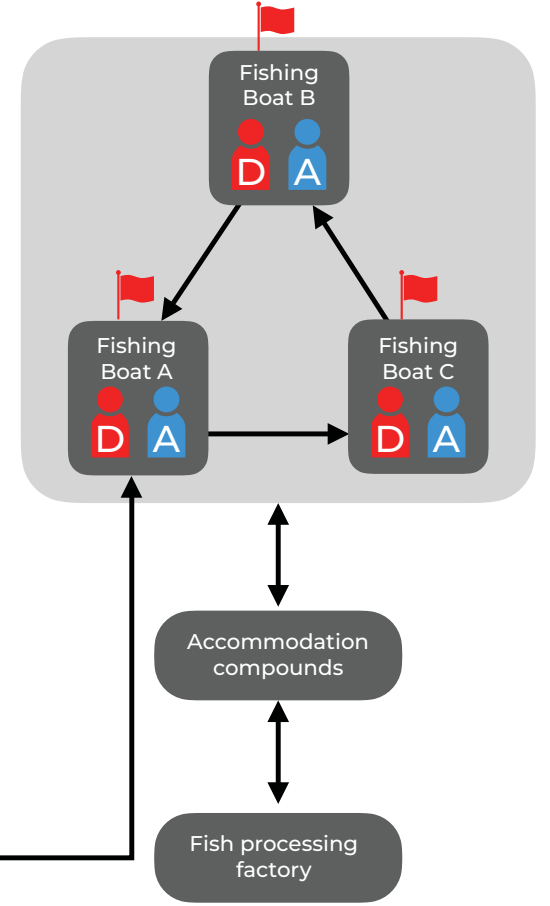 Fishing
Boat B
D A
Fishing
Boat A
D A
Fishing
Boat C
D A
Accommodation
compounds
Fish processing
factory